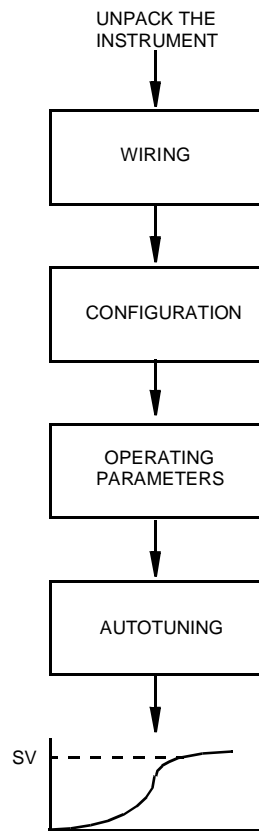 UNPACK THE
INSTRUMENT
WIRING
CONFIGURATION
OPERATING
PARAMETERS
AUTOTUNING
SV